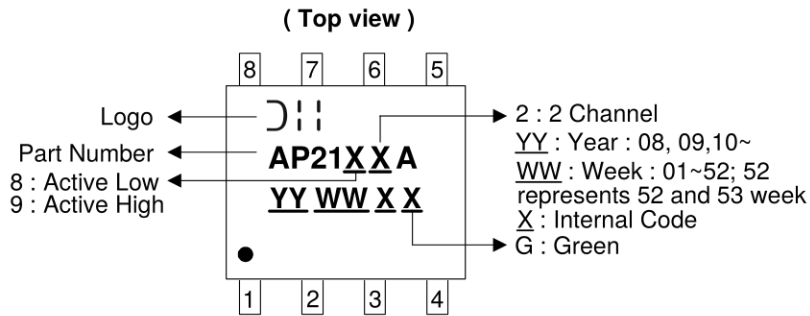 ( Top view )
8 7 6 5
Logo
Part Number
8 : Active Low
9 : Active High
AP21XXA
YY WW X X
2 : 2 Channel
YY : Year : 08, 09,10~
WW : Week : 01~52; 52
represents 52 and 53 week
X : Internal Code
G : Green
1 2 3 4